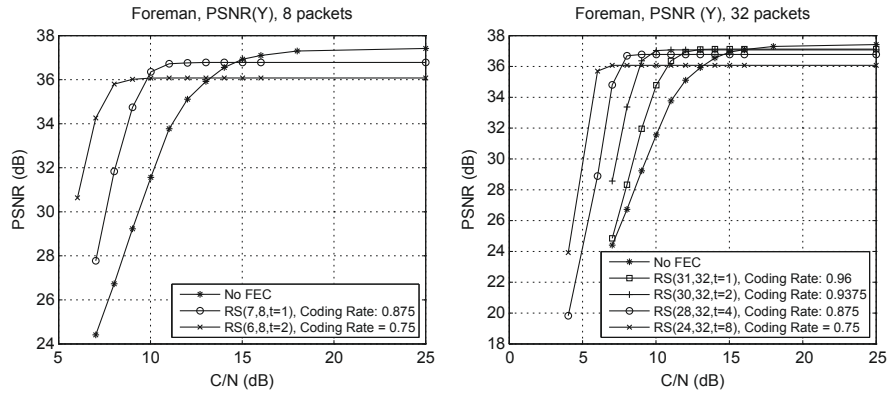 Foreman, PSNR(Y), 8 packets
38
36
34
32
30
28
26
24
PSNR (dB)
No FEC
RS(7,8,t=1), Coding Rate: 0.875
RS(6,8,t=2), Coding Rate = 0.75
5
10
15
20
25
C/N (dB)
Foreman, PSNR (Y), 32 packets
38
36
34
32
30
28
26
24
22
20
18
PSNR (dB)
No FEC
RS(31,32,t=1), Coding Rate: 0.96
RS(30,32,t=2), Coding Rate: 0.9375
RS(28,32,t=4), Coding Rate: 0.875
RS(24,32,t=8), Coding Rate = 0.75
0
5
10
15
20
25
C/N (dB)